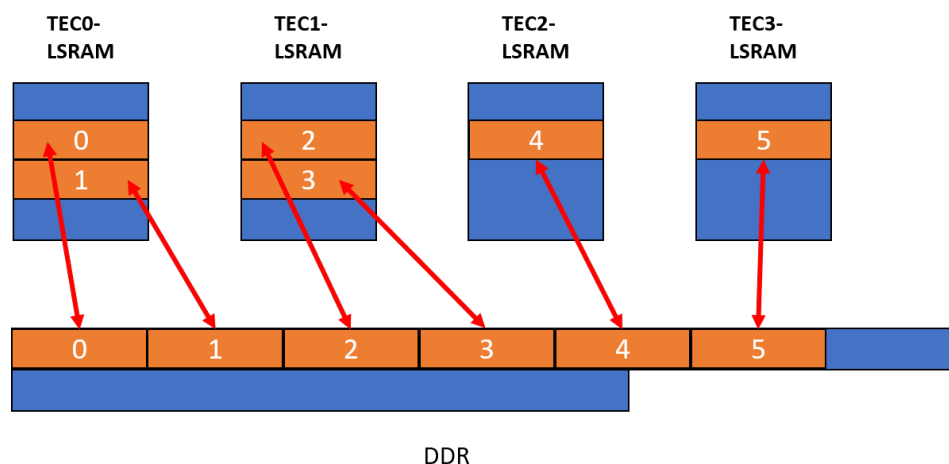 TEC0-
LSRAM
TEC1-
LSRAM
TEC2-
LSRAM
TEC3-
LSRAM
0
1
2
3
4
5
0 1 2 3 4 5
DDR